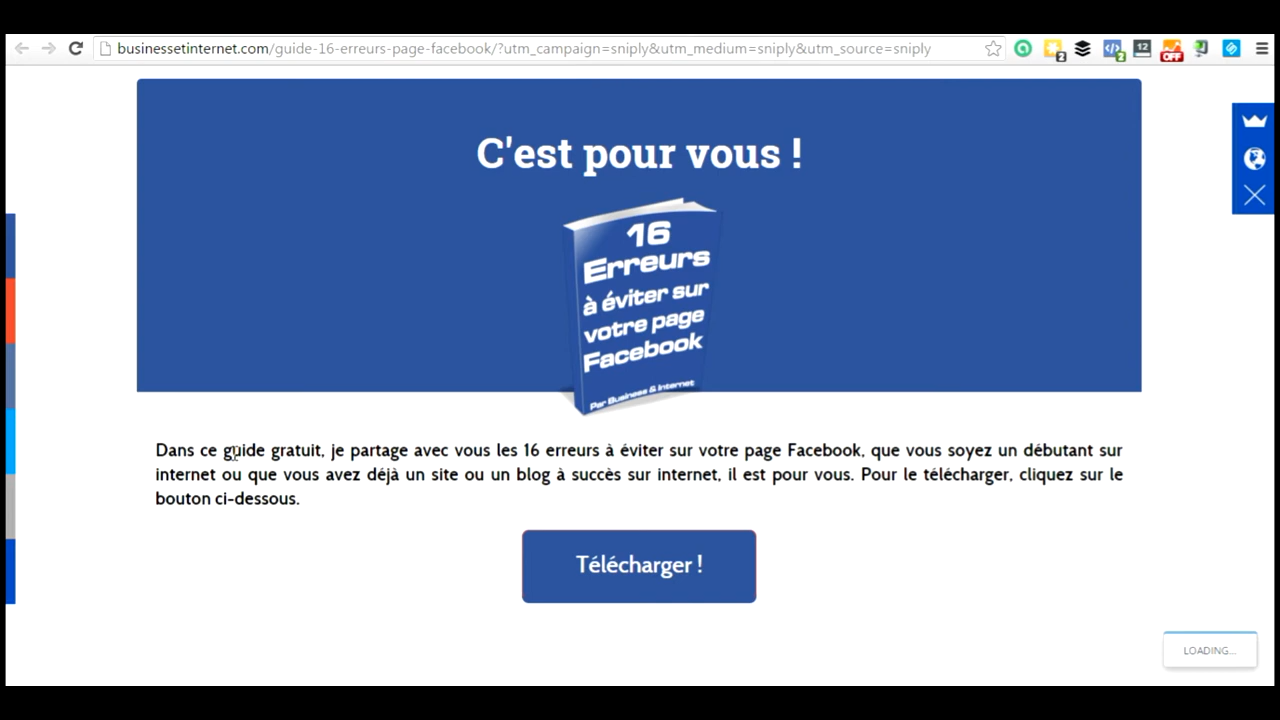 businessetinternet.com/guide-16-erreurs-page-facebook/?utm_campaign=sniply&utm_medium=sniply&utm_source=sniply
2
2
12
OFF
C'est pour vous !
16
Erreurs
à éviter sur
votre page
Facebook
Par Business & Internet
Dans ce guide gratuit, je partage avec vous les 16 erreurs à éviter sur votre page Facebook, que vous soyez un débutant sur
internet ou que vous avez déjà un site ou un blog à succès sur internet, il est pour vous. Pour le télécharger, cliquez sur le
bouton ci-dessous.
Télécharger !
LOADING...